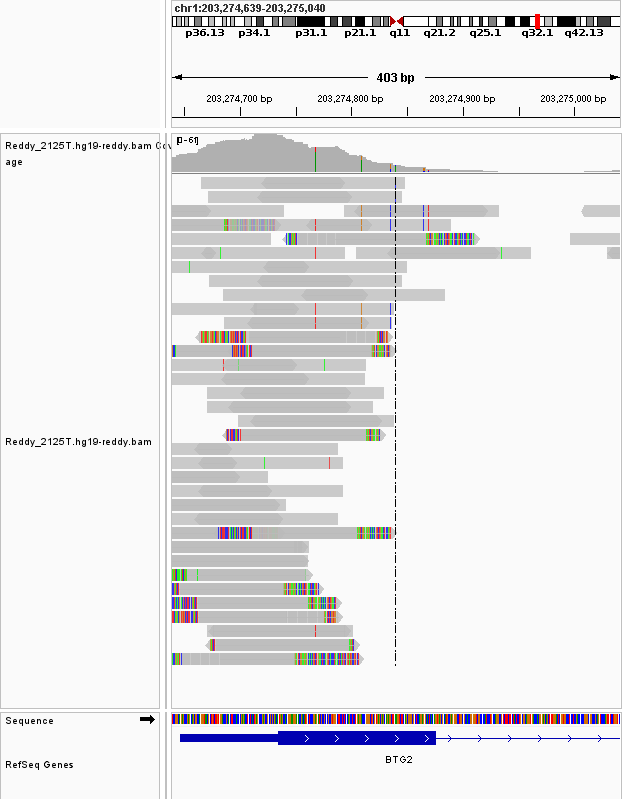 chr1:203,274,639-203,275,040
p36.13 p34.1 p31.1 p21.1 q11 q21.2 q25.1 q32.1 q42.13
403 bp
203,274,700 bp 203,274,800 bp 203,274,900 bp 203,275,000 bp
Reddy_2125T.hg19-reddy.bam Cov
age
[0-61]
Reddy_2125T.hg19-reddy.bam
Sequence
RefSeq Genes
BTG2